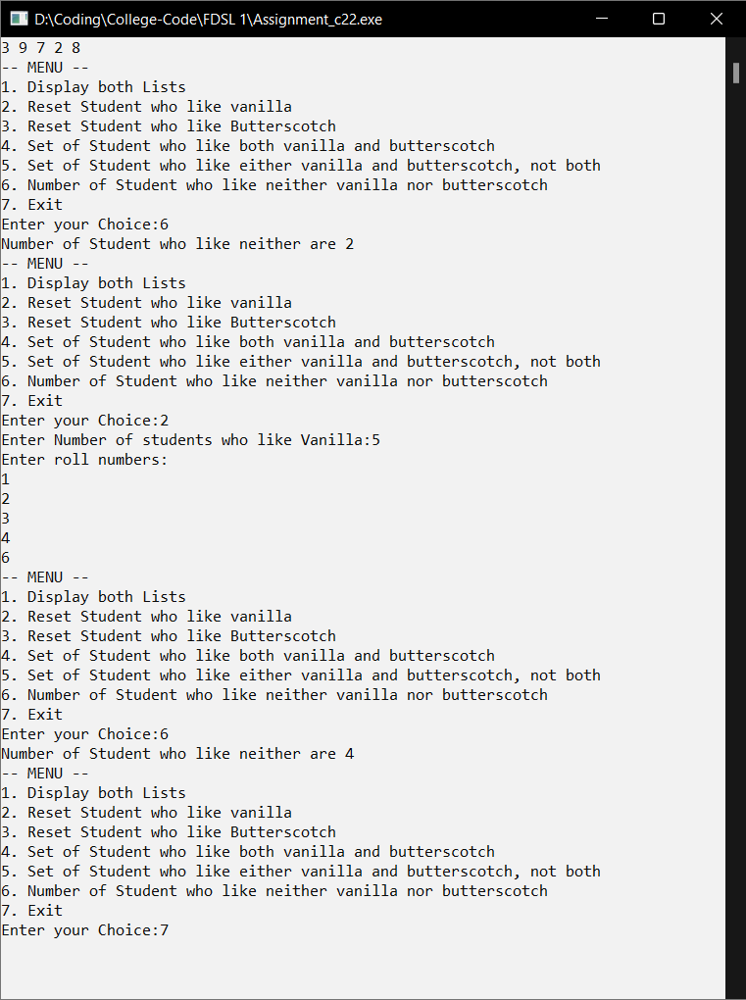 D:\Coding\College-Code\FDSL 1\Assignment_c22.exe
3 9 7 2 8
-- MENU --
1. Display both Lists
2. Reset Student who like vanilla
3. Reset Student who like Butterscotch
4. Set of Student who like both vanilla and butterscotch
5. Set of Student who like either vanilla and butterscotch, not both
6. Number of Student who like neither vanilla nor butterscotch
7. Exit
Enter your Choice:6
Number of Student who like neither are 2
-- MENU --
1. Display both Lists
2. Reset Student who like vanilla
3. Reset Student who like Butterscotch
4. Set of Student who like both vanilla and butterscotch
5. Set of Student who like either vanilla and butterscotch, not both
6. Number of Student who like neither vanilla nor butterscotch
7. Exit
Enter your Choice:2
Enter Number of students who like Vanilla:5
Enter roll numbers:
1
2
3
4
6
-- MENU --
1. Display both Lists
2. Reset Student who like vanilla
3. Reset Student who like Butterscotch
4. Set of Student who like both vanilla and butterscotch
5. Set of Student who like either vanilla and butterscotch, not both
6. Number of Student who like neither vanilla nor butterscotch
7. Exit
Enter your Choice:6
Number of Student who like neither are 4
-- MENU --
1. Display both Lists
2. Reset Student who like vanilla
3. Reset Student who like Butterscotch
4. Set of Student who like both vanilla and butterscotch
5. Set of Student who like either vanilla and butterscotch, not both
6. Number of Student who like neither vanilla nor butterscotch
7. Exit
Enter your Choice:7